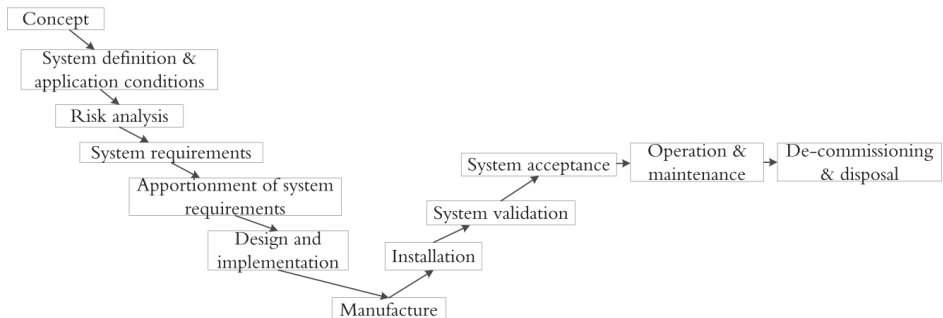 Concept
System definition &
application conditions
Risk analysis
System requirements
Apportionment of system
requirements
Design and
implementation
Manufacture
Installation
System validation
System acceptance
Operation &
maintenance
De-commissioning
& disposal